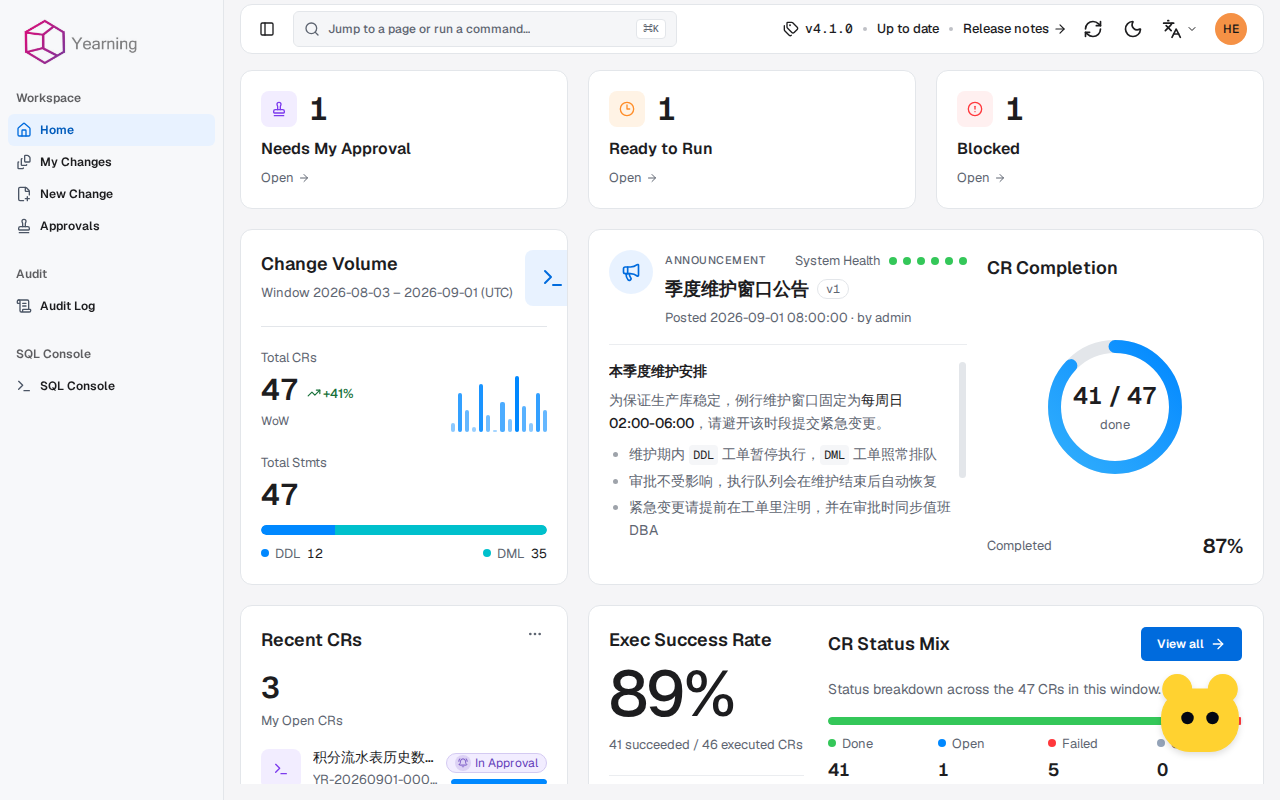 Yearning
Workspace
Home
My Changes
New Change
Approvals
Audit
Audit Log
SQL Console
SQL Console
Jump to a page or run a command...
⌘K
v4.1.0
Up to date
Release notes
HE
1
Needs My Approval
Open
1
Ready to Run
Open
1
Blocked
Open
Change Volume
Window 2026-08-03 – 2026-09-01 (UTC)
Total CRs
47
+41%
WoW
Total Stmts
47
DDL 12
DML 35
ANNOUNCEMENT
System Health
季度维护窗口公告
v1
Posted 2026-09-01 08:00:00 · by admin
本季度维护安排
为保证生产库稳定，例行维护窗口固定为每周日
02:00-06:00，请避开该时段提交紧急变更。
维护期内 DDL 工单暂停执行，DML 工单照常排队
审批不受影响，执行队列会在维护结束后自动恢复
紧急变更请提前在工单里注明，并在审批时同步值班
DBA
CR Completion
41 / 47
done
Completed
87%
Recent CRs
3
My Open CRs
积分流水表历史数...
YR-20260901-000...
In Approval
Exec Success Rate
89%
41 succeeded / 46 executed CRs
CR Status Mix
View all
Status breakdown across the 47 CRs in this window.
Done
Open
Failed
41
1
5
0